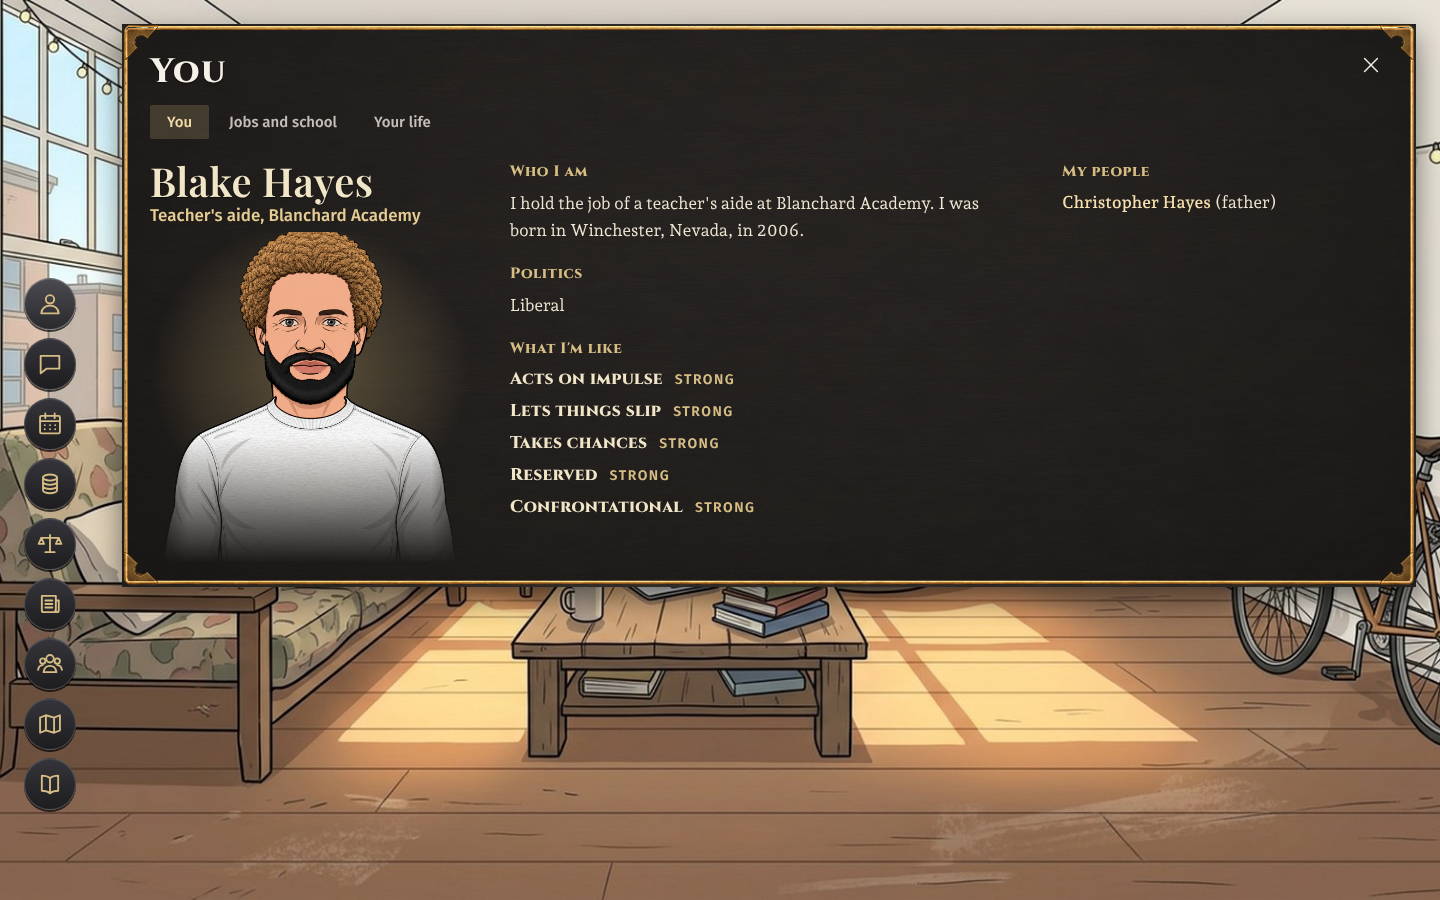 You
You
Jobs and school
Your life
Blake Hayes
Teacher's aide, Blanchard Academy
Who I am
I hold the job of a teacher's aide at Blanchard Academy. I was
born in Winchester, Nevada, in 2006.
Politics
Liberal
What I'm like
Acts on impulse STRONG
Lets things slip STRONG
Takes chances STRONG
Reserved STRONG
Confrontational STRONG
My people
Christopher Hayes (father)